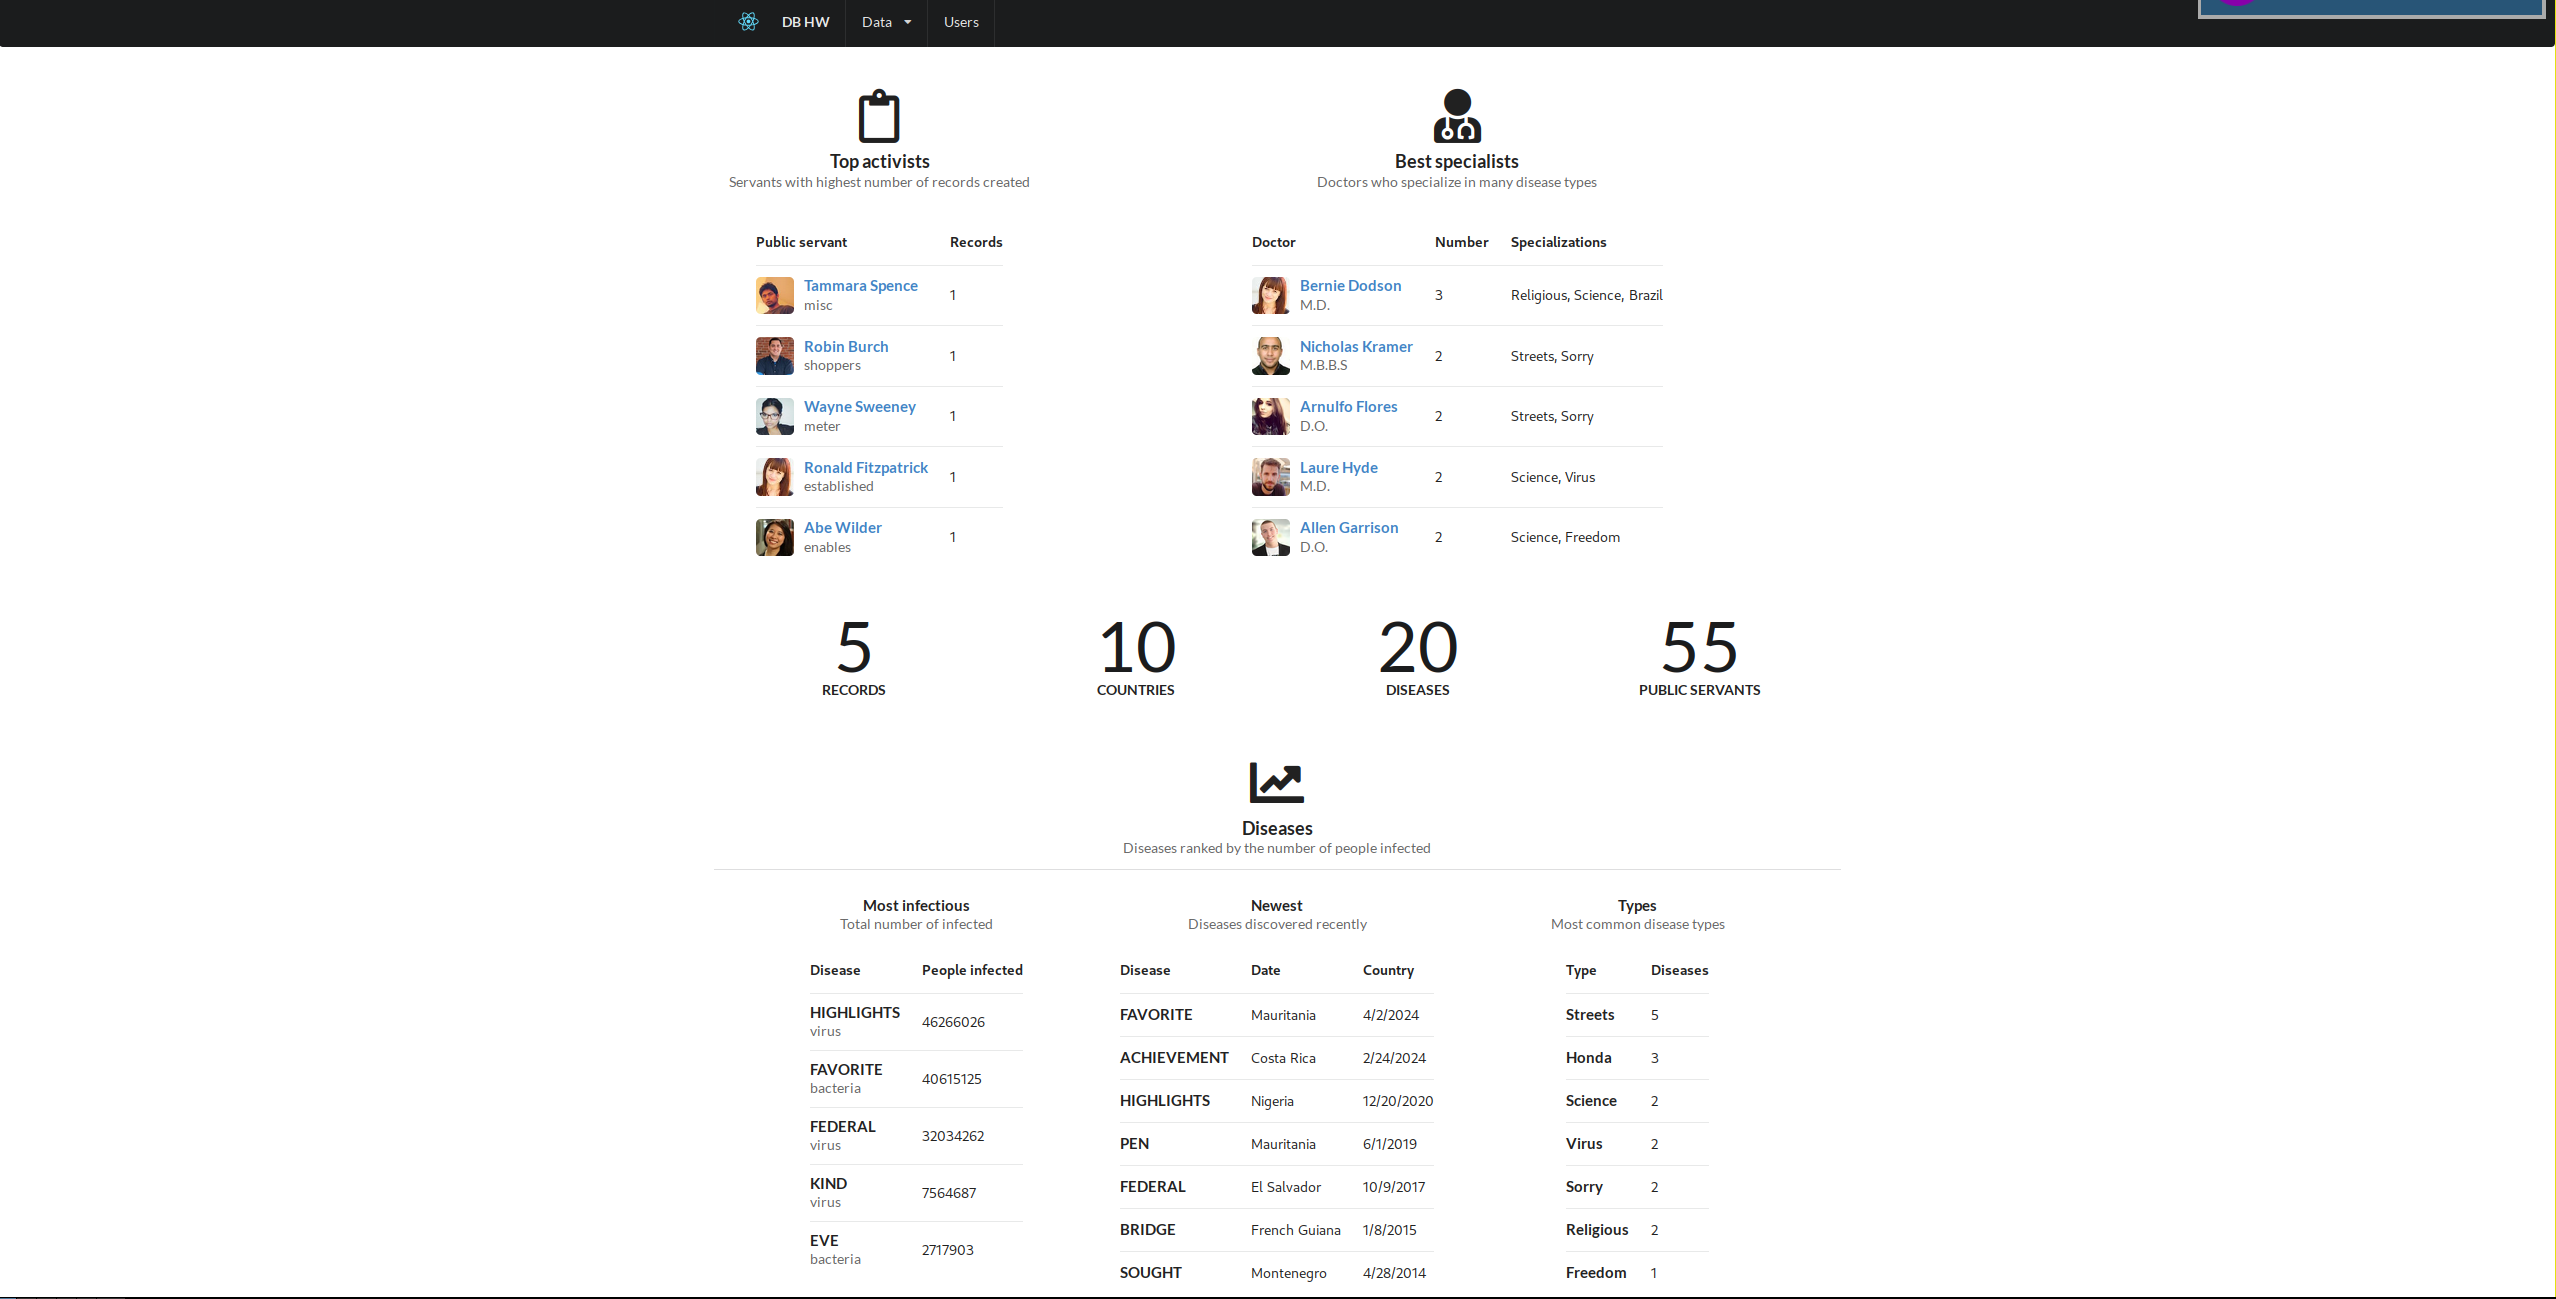 DB HW Data Users
Top activists
Servants with highest number of records created
Public servant Records
Tammara Spence 1
misc
Robin Burch 1
shoppers
Wayne Sweeney 1
meter
Ronald Fitzpatrick 1
established
Abe Wilder 1
enables
Best specialists
Doctors who specialize in many disease types
Doctor Number Specializations
Bernie Dodson 3 Religious, Science, Brazil
M.D.
Nicholas Kramer 2 Streets, Sorry
M.B.B.S
Arnulfo Flores 2 Streets, Sorry
D.O.
Laure Hyde 2 Science, Virus
M.D.
Allen Garrison 2 Science, Freedom
D.O.
5 10 20 55
RECORDS COUNTRIES DISEASES PUBLIC SERVANTS
Diseases
Diseases ranked by the number of people infected
Most infectious
Total number of infected
Disease People infected
HIGHLIGHTS 46266026
virus
FAVORITE 40615125
bacteria
FEDERAL 32034262
virus
KIND 7564687
virus
EVE 2717903
bacteria
Newest
Diseases discovered recently
Disease Date Country
FAVORITE Mauritania 4/2/2024
ACHIEVEMENT Costa Rica 2/24/2024
HIGHLIGHTS Nigeria 12/20/2020
PEN Mauritania 6/1/2019
FEDERAL El Salvador 10/9/2017
BRIDGE French Guiana 1/8/2015
SOUGHT Montenegro 4/28/2014
Types
Most common disease types
Type Diseases
Streets 5
Honda 3
Science 2
Virus 2
Sorry 2
Religious 2
Freedom 1